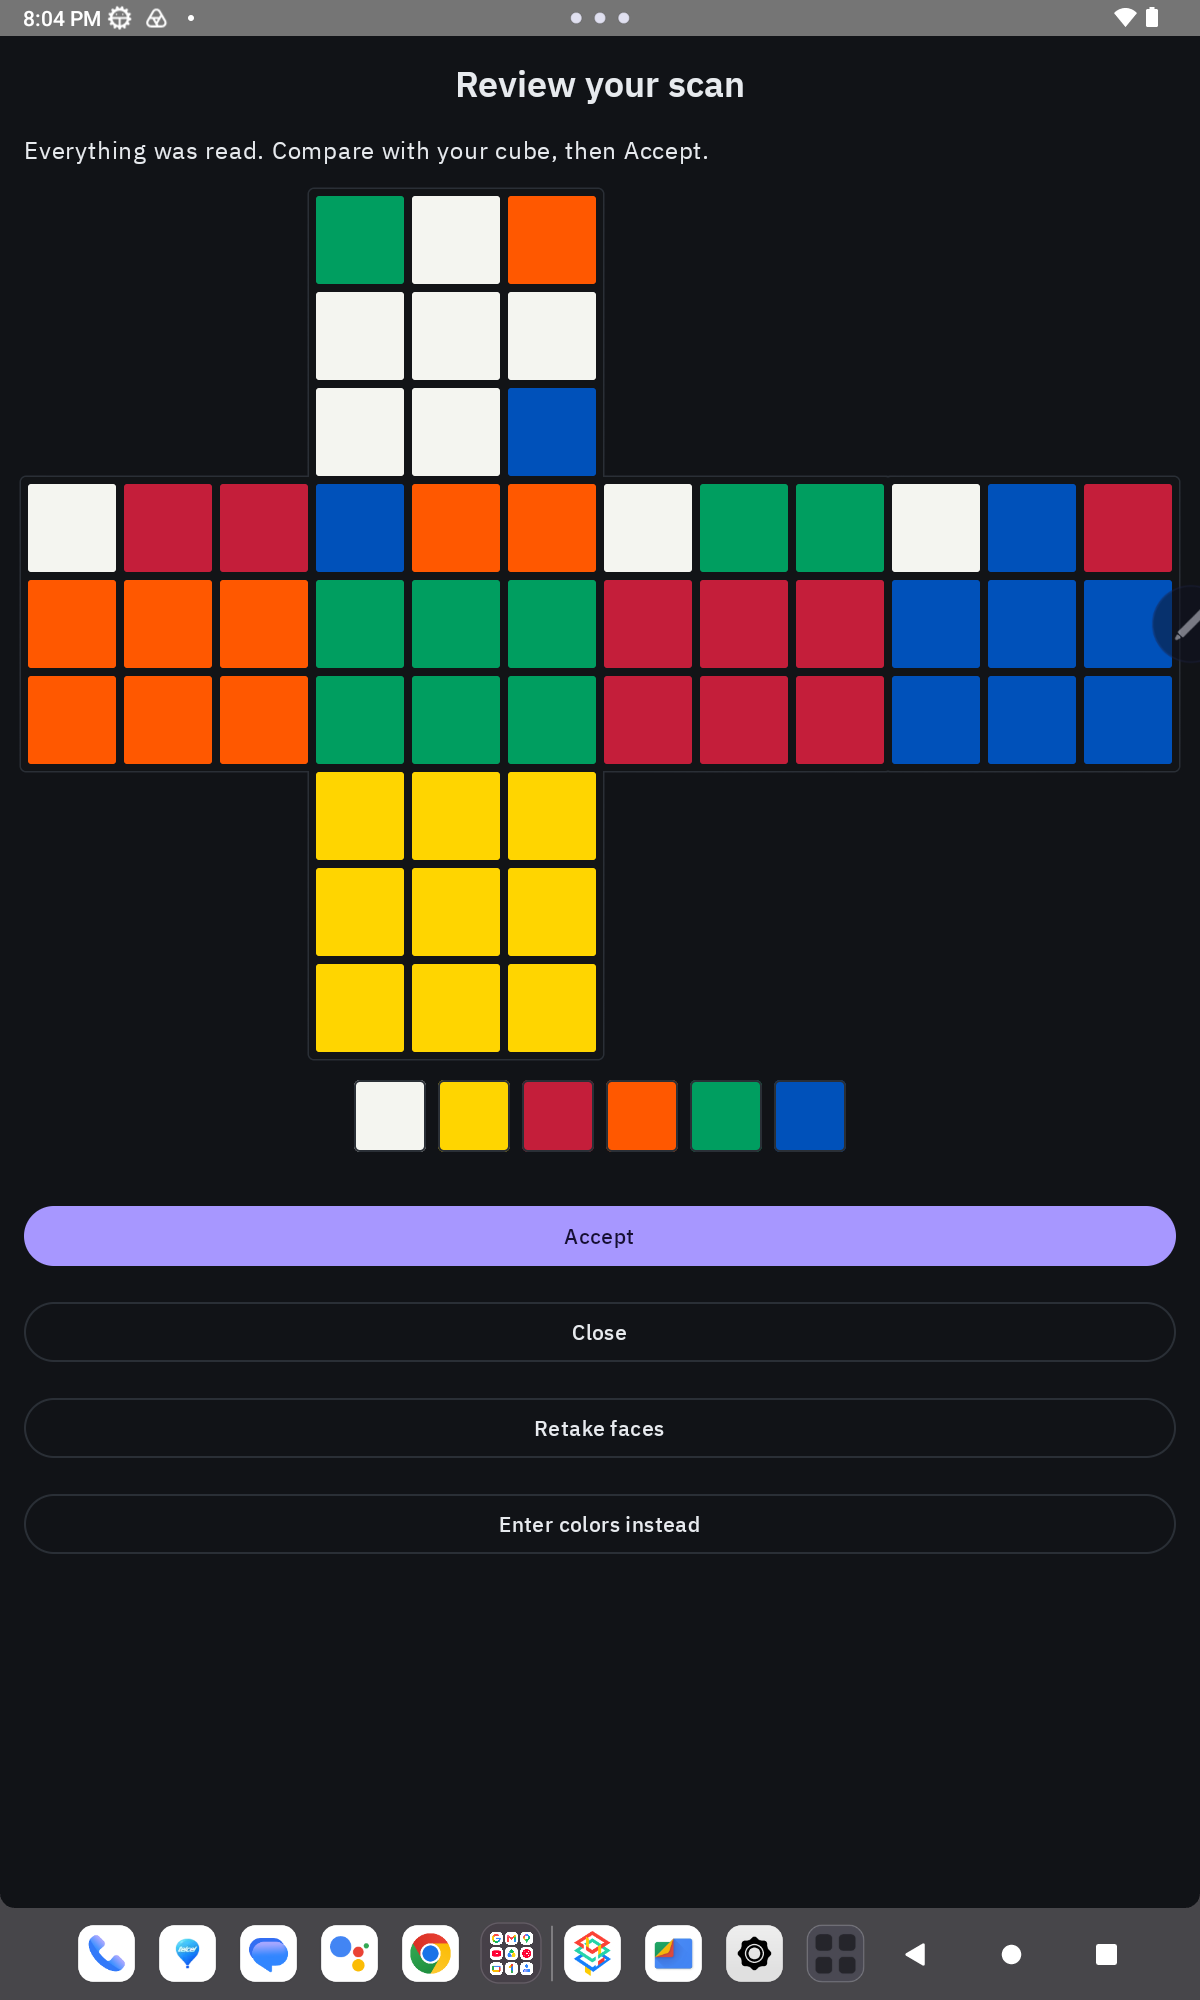 8:04 PM
Review your scan
Everything was read. Compare with your cube, then Accept.
Accept
Close
Retake faces
Enter colors instead